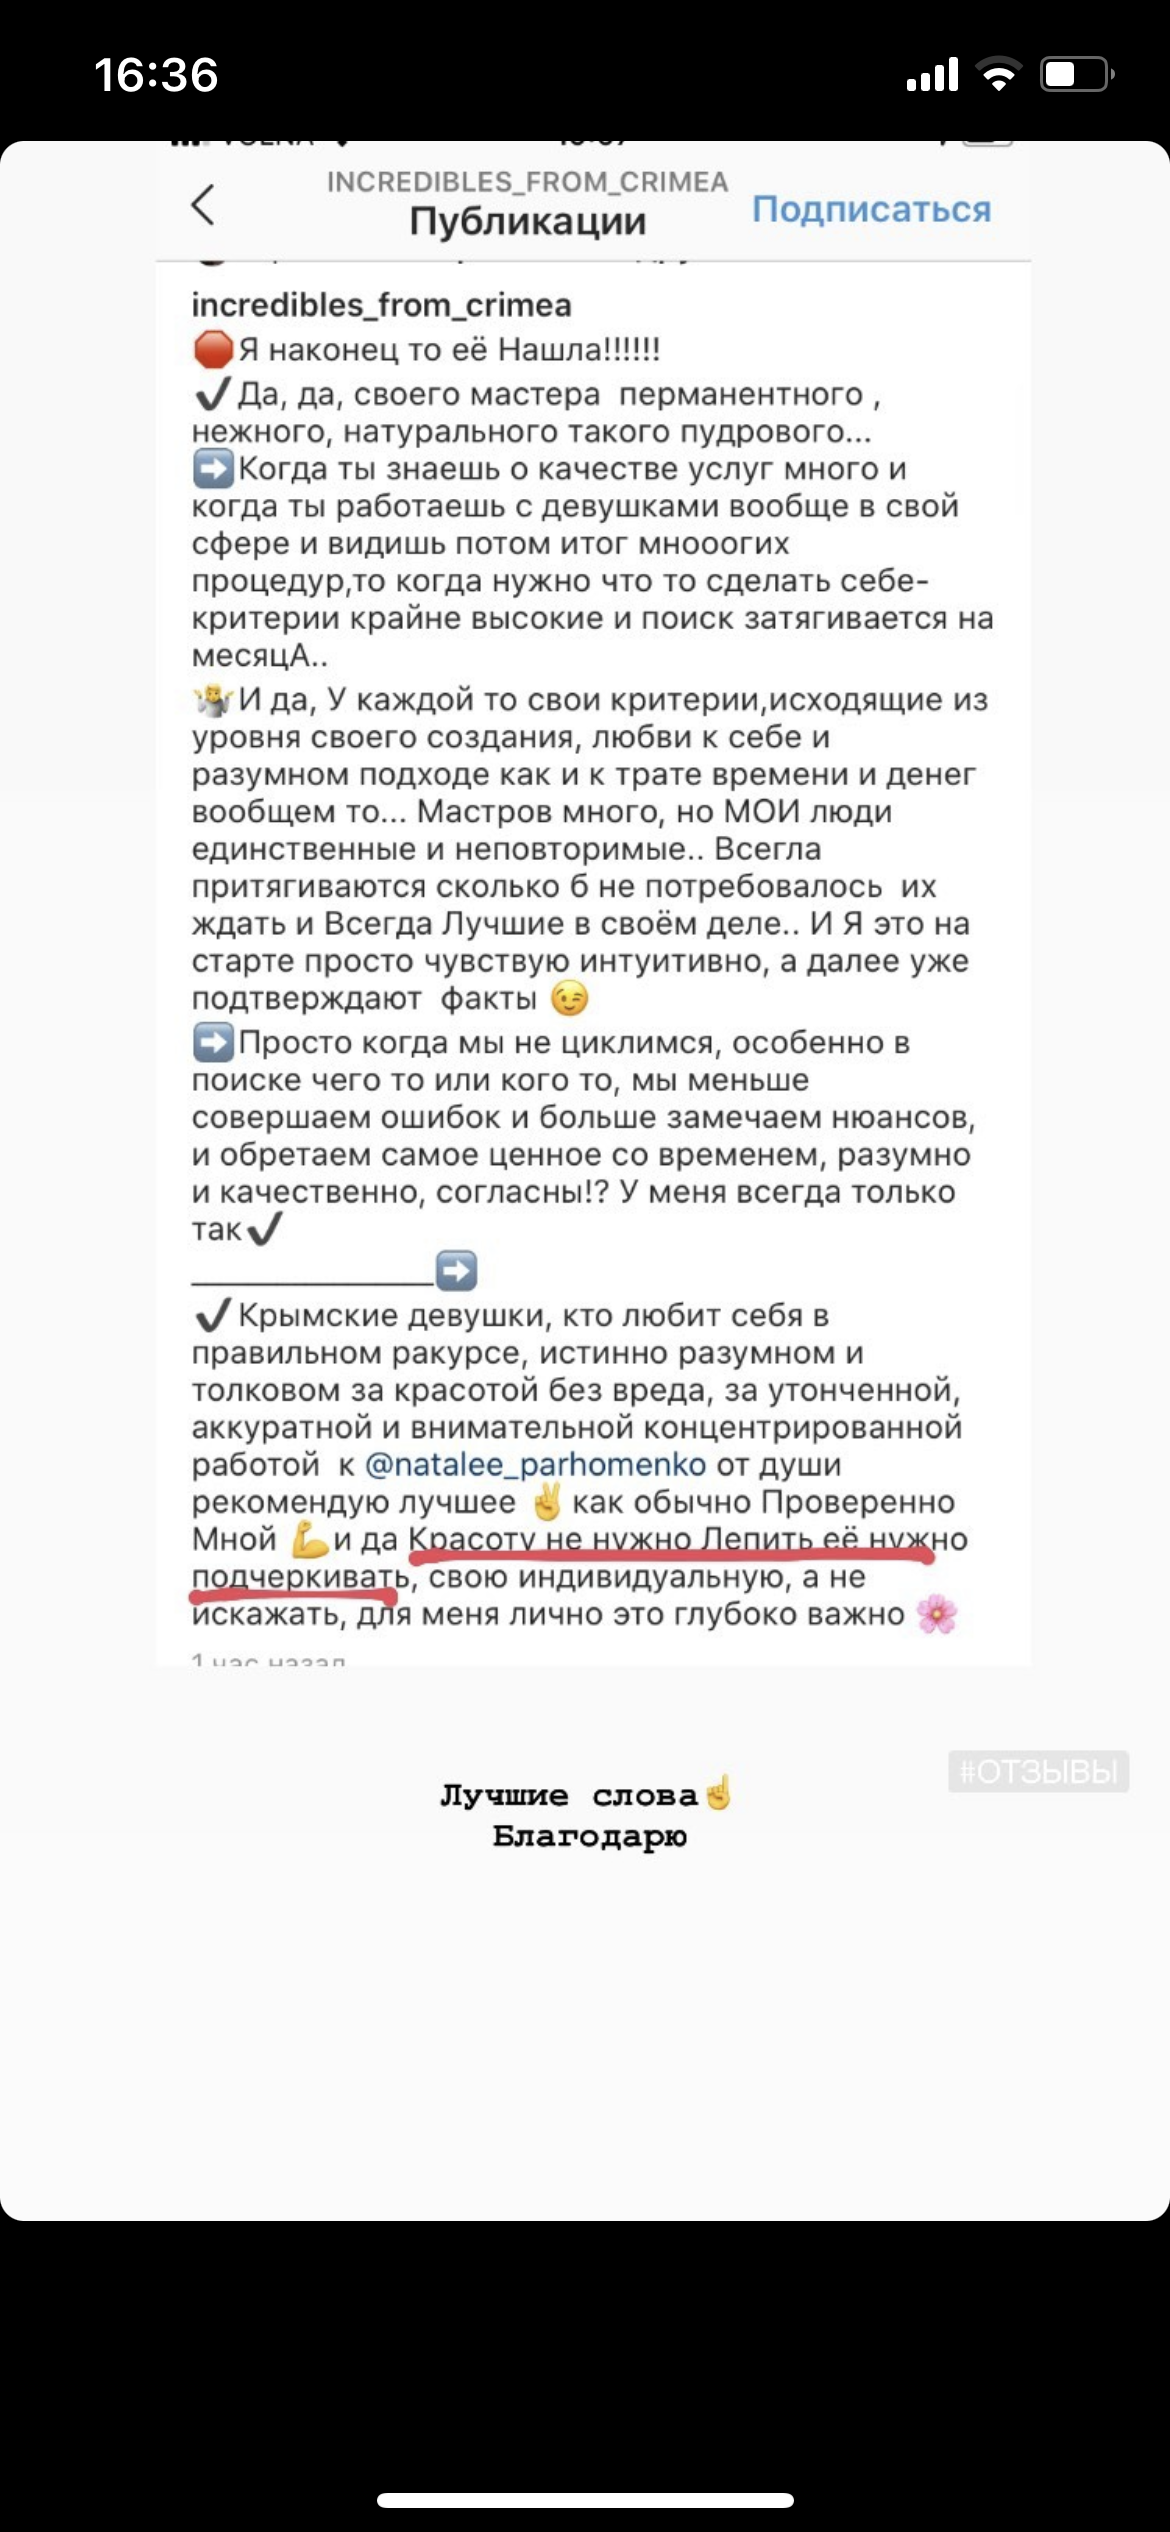 16:36
INCREDIBLES_FROM_CRIMEA
Публикации
Подписаться
incredibles_from_crimea
🛑Я наконец то её Нашла!!!!!!
✔️Да, да, своего мастера перманентного ,
нежного, натурального такого пудрового...
➡️Когда ты знаешь о качестве услуг много и
когда ты работаешь с девушками вообще в свой
сфере и видишь потом итог мнооогих
процедур,то когда нужно что то сделать себе-
критерии крайне высокие и поиск затягивается на
месяцА..
🤷‍♂️И да, У каждой то свои критерии,исходящие из
уровня своего создания, любви к себе и
разумном подходе как и к трате времени и денег
вообщем то... Мастров много, но МОИ люди
единственные и неповторимые.. Всегла
притягиваются сколько б не потребовалось их
ждать и Всегда Лучшие в своём деле.. И Я это на
старте просто чувствую интуитивно, а далее уже
подтверждают факты 😉
➡️Просто когда мы не циклимся, особенно в
поиске чего то или кого то, мы меньше
совершаем ошибок и больше замечаем нюансов,
и обретаем самое ценное со временем, разумно
и качественно, согласны!? У меня всегда только
так✔️
______________➡️
✔️Крымские девушки, кто любит себя в
правильном ракурсе, истинно разумном и
толковом за красотой без вреда, за утонченной,
аккуратной и внимательной концентрированной
работой к @natalee_parhomenko от души
рекомендую лучшее ✌️ как обычно Проверенно
Мной 💪и да Красоту не нужно Лепить её нужно
подчеркивать, свою индивидуальную, а не
искажать, для меня лично это глубоко важно 🌸
1 час назад
#ОТЗЫВЫ
Лучшие слова☝️
Благодарю